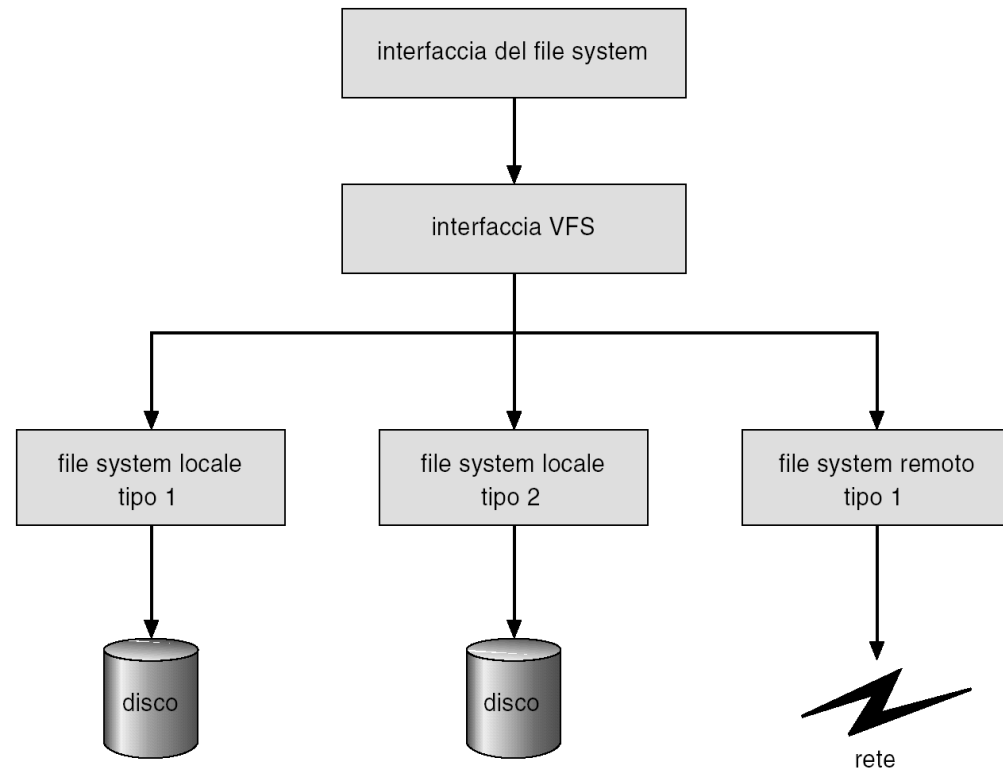 interfaccia del file system
interfaccia VFS
file system locale
tipo 1
file system locale
tipo 2
file system remoto
tipo 1
disco
disco
rete